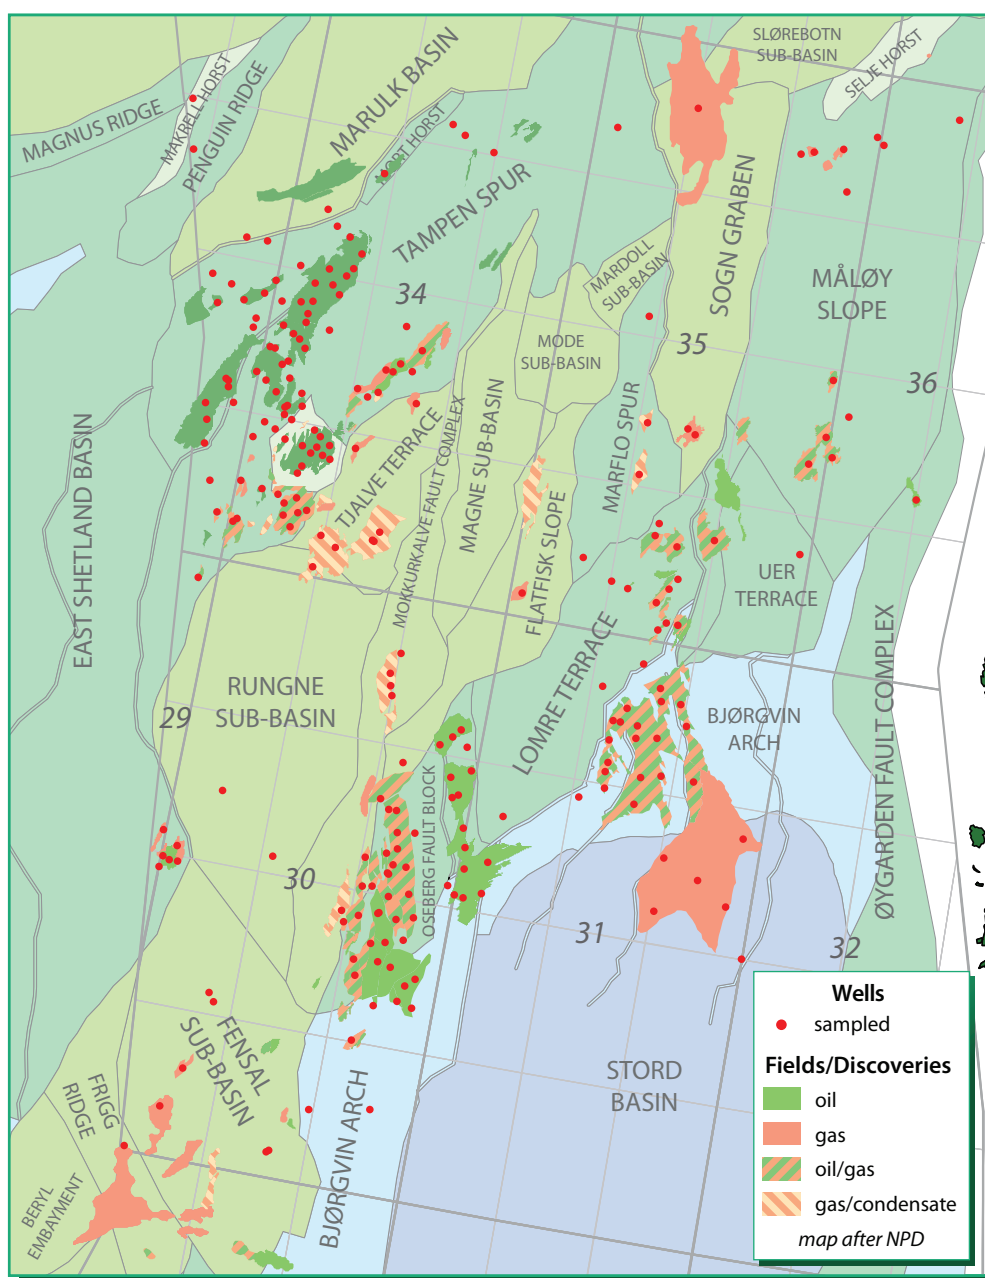 SLØREBOTN
SUB-BASIN
SELJE HORST
MARULK BASIN
MAKRELL HORST
PENGUIN RIDGE
MAGNUS RIDGE
MORT HORST
TAMPEN SPUR
SOGN GRABEN
MARDOLL
SUB-BASIN
MÅLØY
SLOPE
34
35
36
MODE
SUB-BASIN
EAST SHETLAND BASIN
TJALVE TERRACE
MOKKURKALVE FAULT COMPLEX
MAGNE SUB-BASIN
MARFLO SPUR
FLATFISK SLOPE
UER
TERRACE
LOMRE TERRACE
ØYGARDEN FAULT COMPLEX
RUNGNE
SUB-BASIN
29
BJØRGVIN
ARCH
OSEBERG FAULT BLOCK
30
31
32
FENSAL
SUB-BASIN
FRIGG
RIDGE
BERYL
EMBAYMENT
BJØRGVIN ARCH
STORD
BASIN
Wells
sampled
Fields/Discoveries
oil
gas
oil/gas
gas/condensate
map after NPD